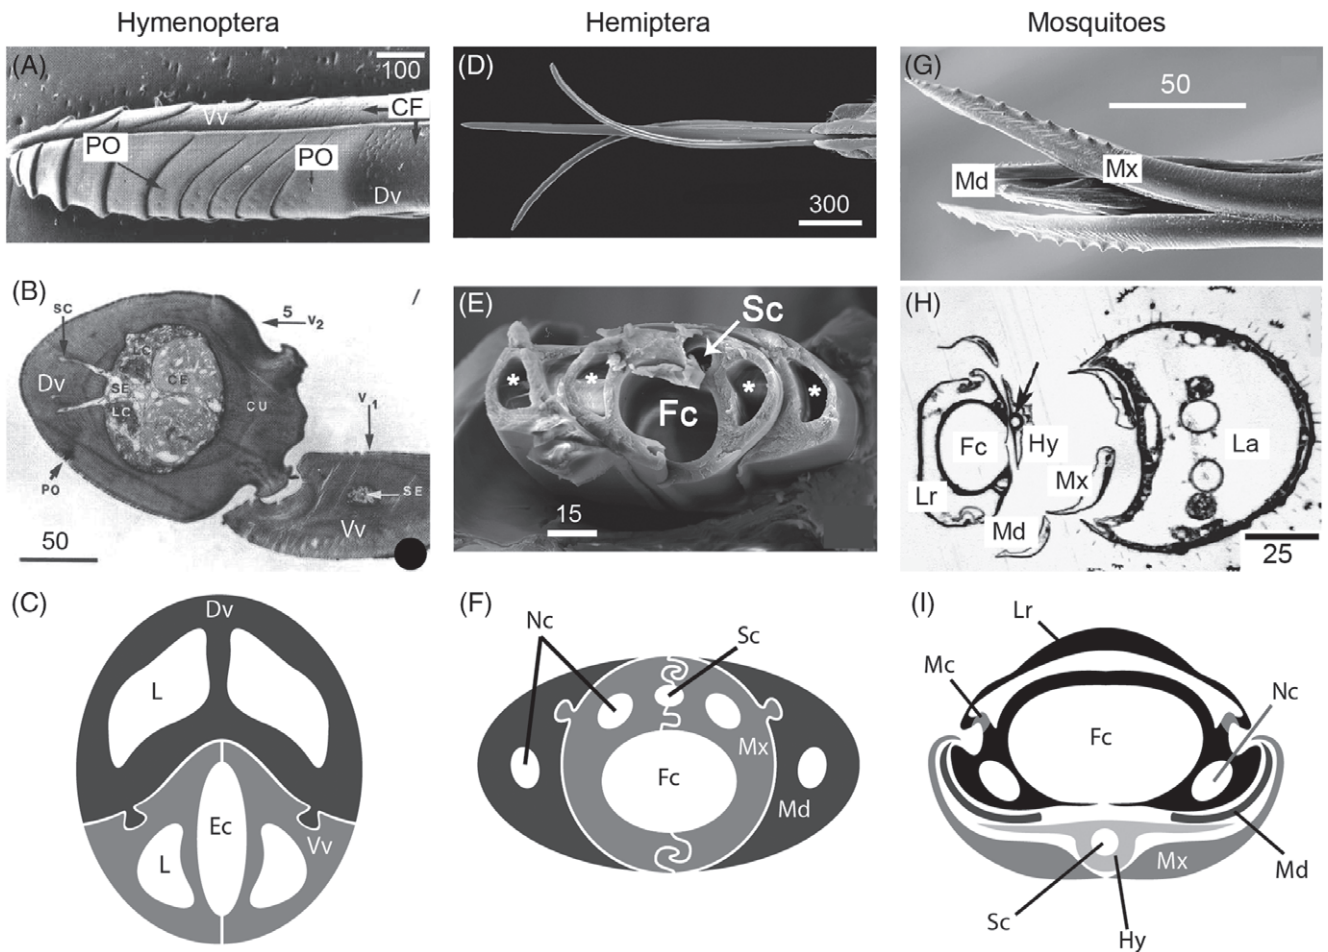 Hymenoptera
Hemiptera
Mosquitoes
(A)
100
CF
Vv
PO
PO
Dv
(D)
300
(G)
50
Mx
Md
(B)
SC
5
V2
/
Dv
SE
CE
LC
CU
V1
PO
SE
Vv
50
(E)
Sc
* * * *
Fc
15
(H)
Fc
Hy
La
Mx
Lr
Md
25
(C)
Dv
L
Ec
L
Vv
(F)
Nc
Sc
Mx
Fc
Md
(I)
Lr
Mc
Nc
Fc
Mx
Md
Sc
Hy